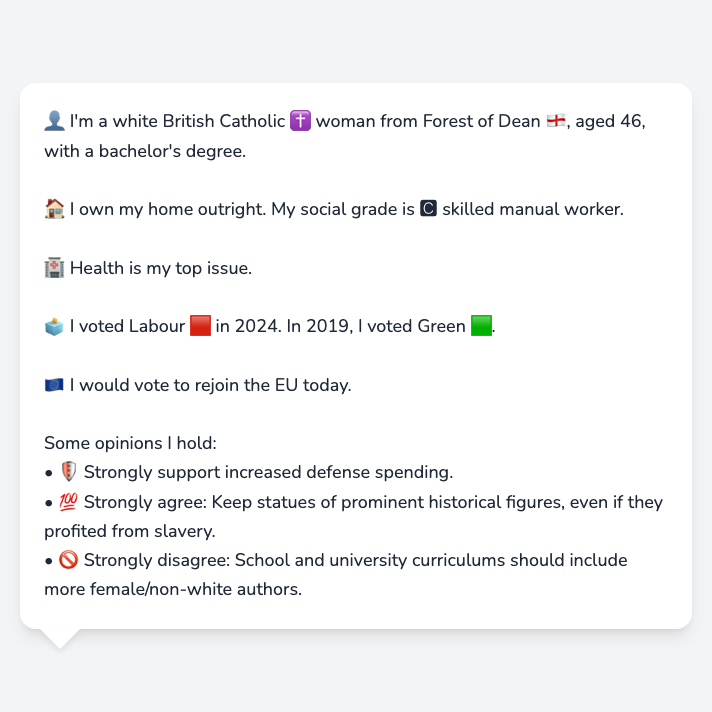 👤 I'm a white British Catholic ✝️ woman from Forest of Dean 🏴󠁧󠁢󠁥󠁮󠁧󠁿, aged 46,
with a bachelor's degree.
🏠 I own my home outright. My social grade is 🅲 skilled manual worker.
🏥 Health is my top issue.
🗳️ I voted Labour 🟥 in 2024. In 2019, I voted Green 🟩.
🇪🇺 I would vote to rejoin the EU today.
Some opinions I hold:
• 🛡️ Strongly support increased defense spending.
• 💯 Strongly agree: Keep statues of prominent historical figures, even if they
profited from slavery.
• 🚫 Strongly disagree: School and university curriculums should include
more female/non-white authors.